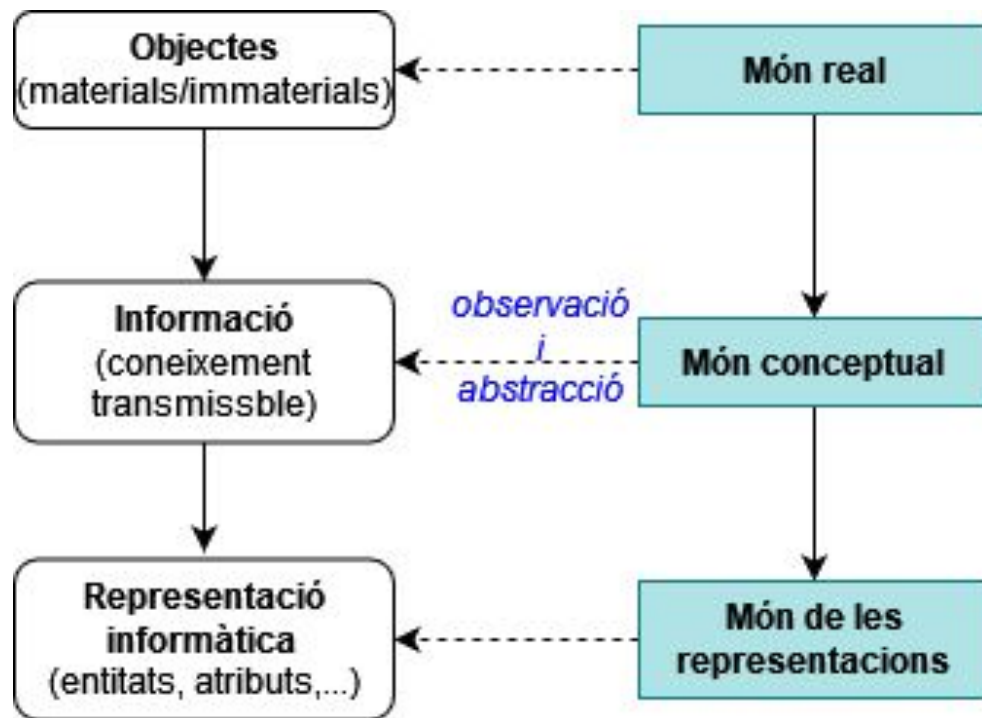 Objectes
(materials/immaterials)
Món real
Informació
(coneixement
transmissble)
observació
i
abstracció
Món conceptual
Representació
informàtica
(entitats, atributs,...)
Món de les
representacions